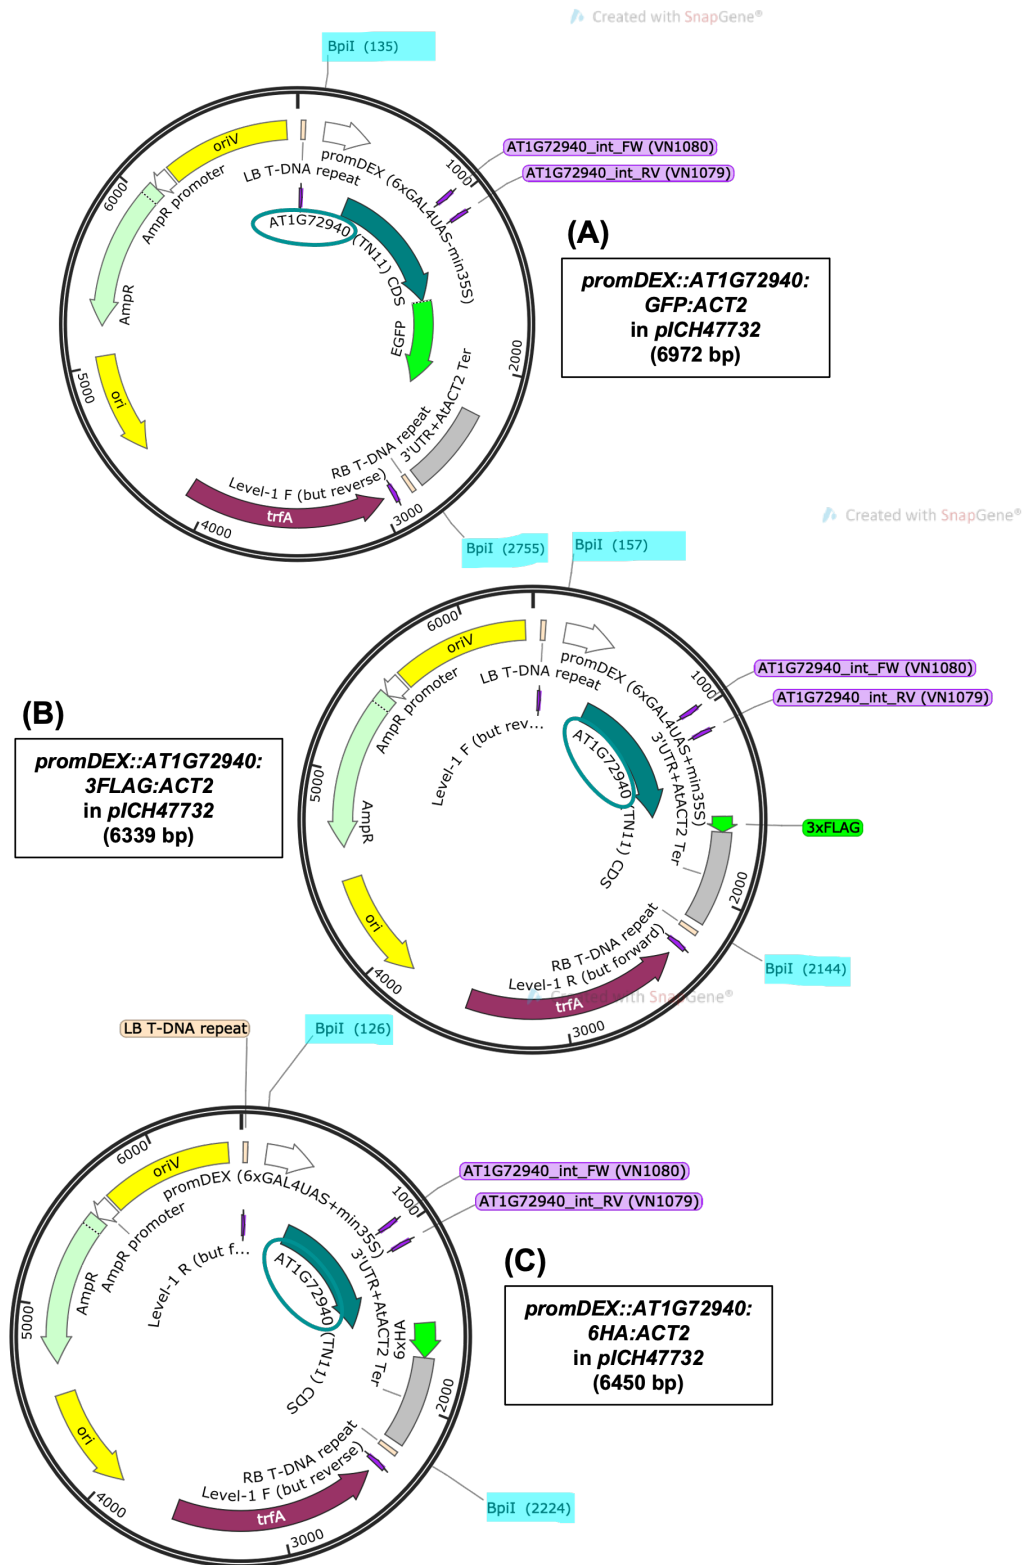 Created with SnapGene®
BpiI (135)
AT1G72940_int_FW (VN1080)
AT1G72940_int_RV (VN1079)
1000
2000
3000
4000
5000
6000
oriV
AmpR promoter
AmpR
ori
trfA
LB T-DNA repeat
promDEX (6xGAL4UAS-min35S)
AT1G72940 (TN11) CDS
EGFP
3'UTR+AtACT2 Ter
RB T-DNA repeat
Level-1 F (but reverse)
BpiI (2755)
(A)
promDEX::AT1G72940:
GFP:ACT2
in pICH47732
(6972 bp)
Created with SnapGene®
BpiI (157)
AT1G72940_int_FW (VN1080)
AT1G72940_int_RV (VN1079)
3xFLAG
1000
2000
3000
4000
5000
6000
oriV
AmpR promoter
AmpR
ori
trfA
LB T-DNA repeat
promDEX (6xGAL4UAS+min35S)
Level-1 F (but rev...
AT1G72940 (TN11) CDS
3'UTR+AtACT2 Ter
RB T-DNA repeat
Level-1 R (but forward)
BpiI (2144)
(B)
promDEX::AT1G72940:
3FLAG:ACT2
in pICH47732
(6339 bp)
Created with SnapGene®
LB T-DNA repeat
BpiI (126)
AT1G72940_int_FW (VN1080)
AT1G72940_int_RV (VN1079)
1000
2000
3000
4000
5000
6000
oriV
AmpR promoter
AmpR
ori
trfA
promDEX (6xGAL4UAS+min35S)
Level-1 R (but f...
AT1G72940 (TN11) CDS
6xHA
3'UTR+AtACT2 Ter
RB T-DNA repeat
Level-1 F (but reverse)
BpiI (2224)
(C)
promDEX::AT1G72940:
6HA:ACT2
in pICH47732
(6450 bp)